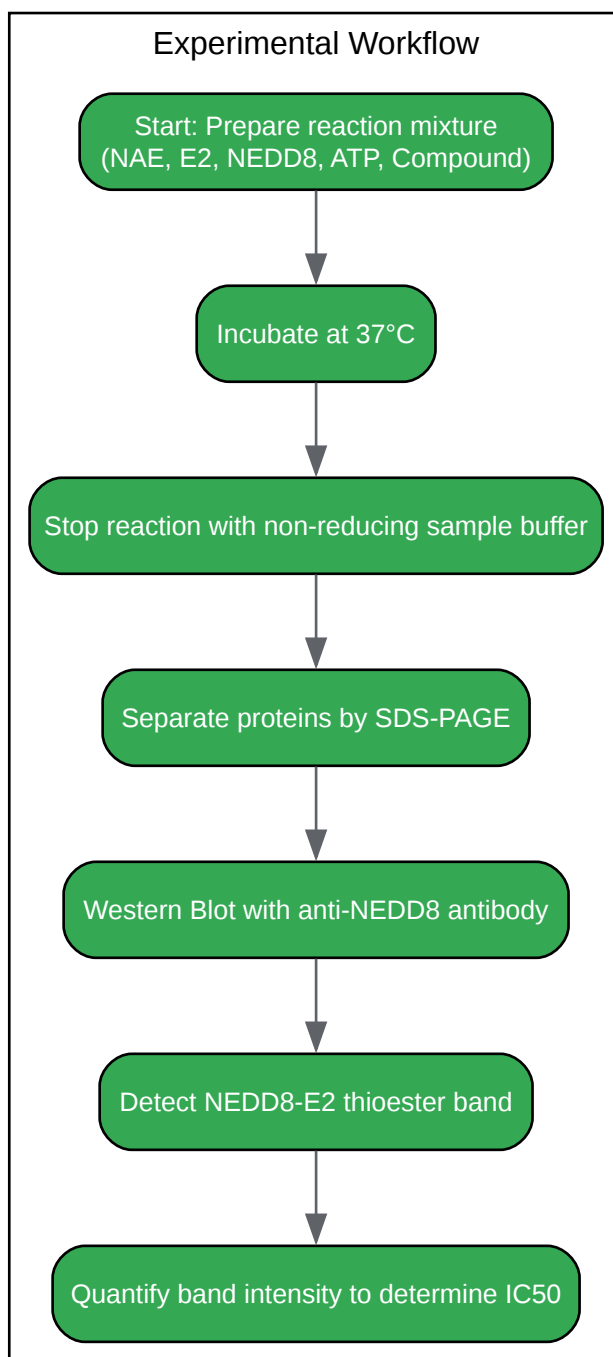 Experimental Workflow
Start: Prepare reaction mixture
(NAE, E2, NEDD8, ATP, Compound)
Incubate at 37°C
Stop reaction with non-reducing sample buffer
Separate proteins by SDS-PAGE
Western Blot with anti-NEDD8 antibody
Detect NEDD8-E2 thioester band
Quantify band intensity to determine IC50